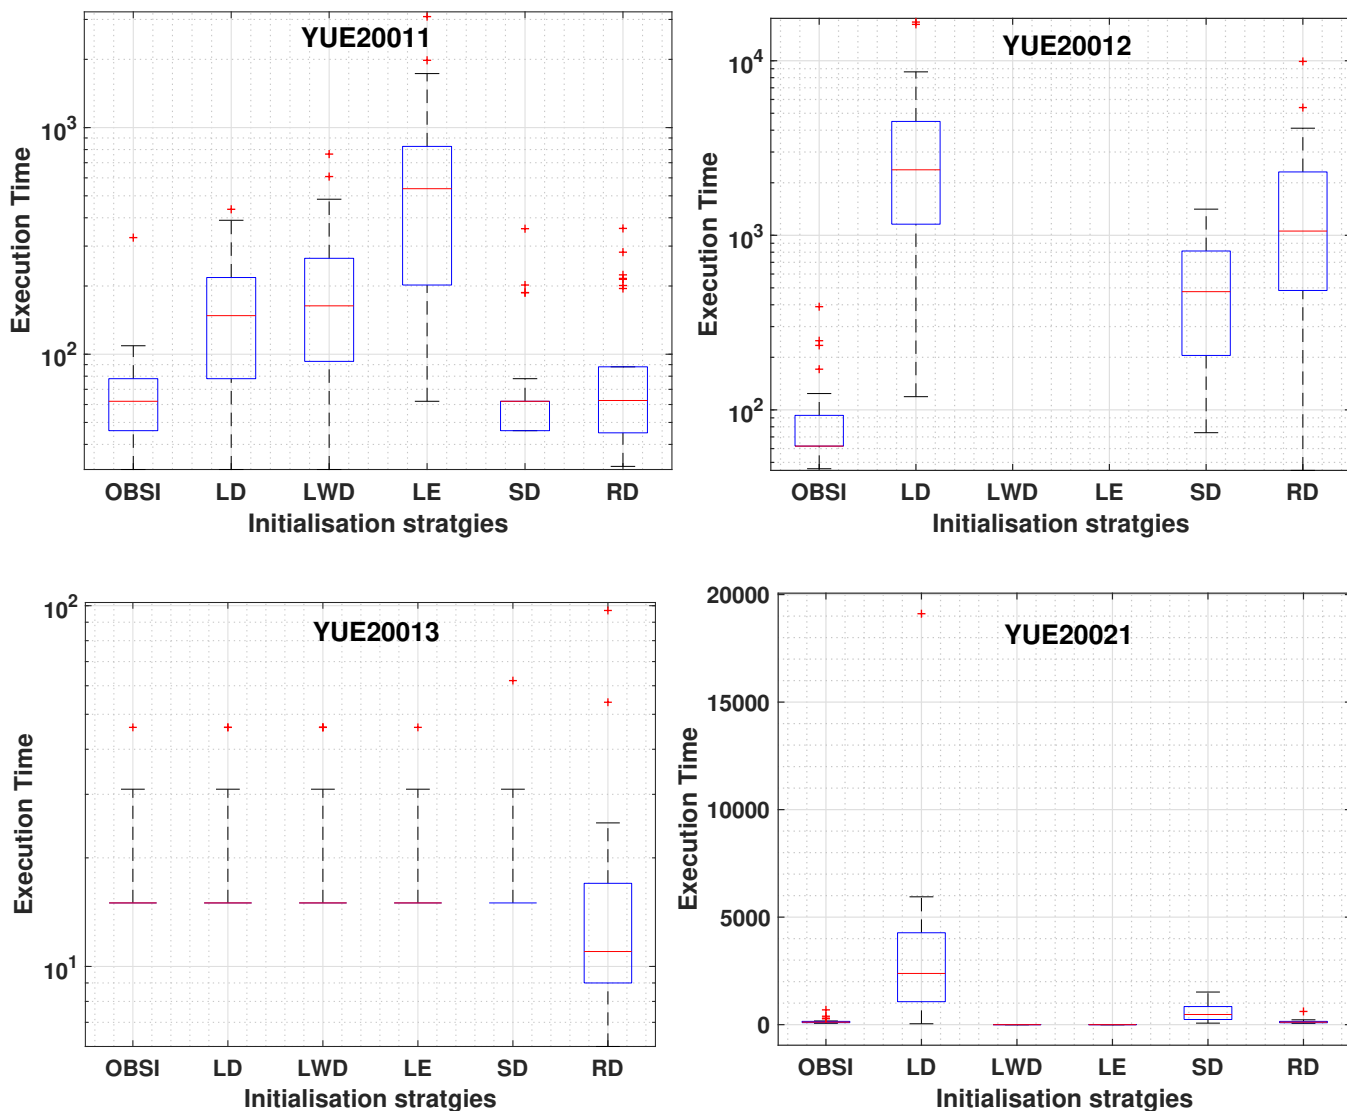 YUE20011
Execution Time
10^3
10^2
OBSI LD LWD LE SD RD
Initialisation stratgies
YUE20012
Execution Time
10^4
10^3
10^2
OBSI LD LWD LE SD RD
Initialisation stratgies
YUE20013
Execution Time
10^2
10^1
OBSI LD LWD LE SD RD
Initialisation stratgies
YUE20021
Execution Time
20000
15000
10000
5000
0
OBSI LD LWD LE SD RD
Initialisation stratgies